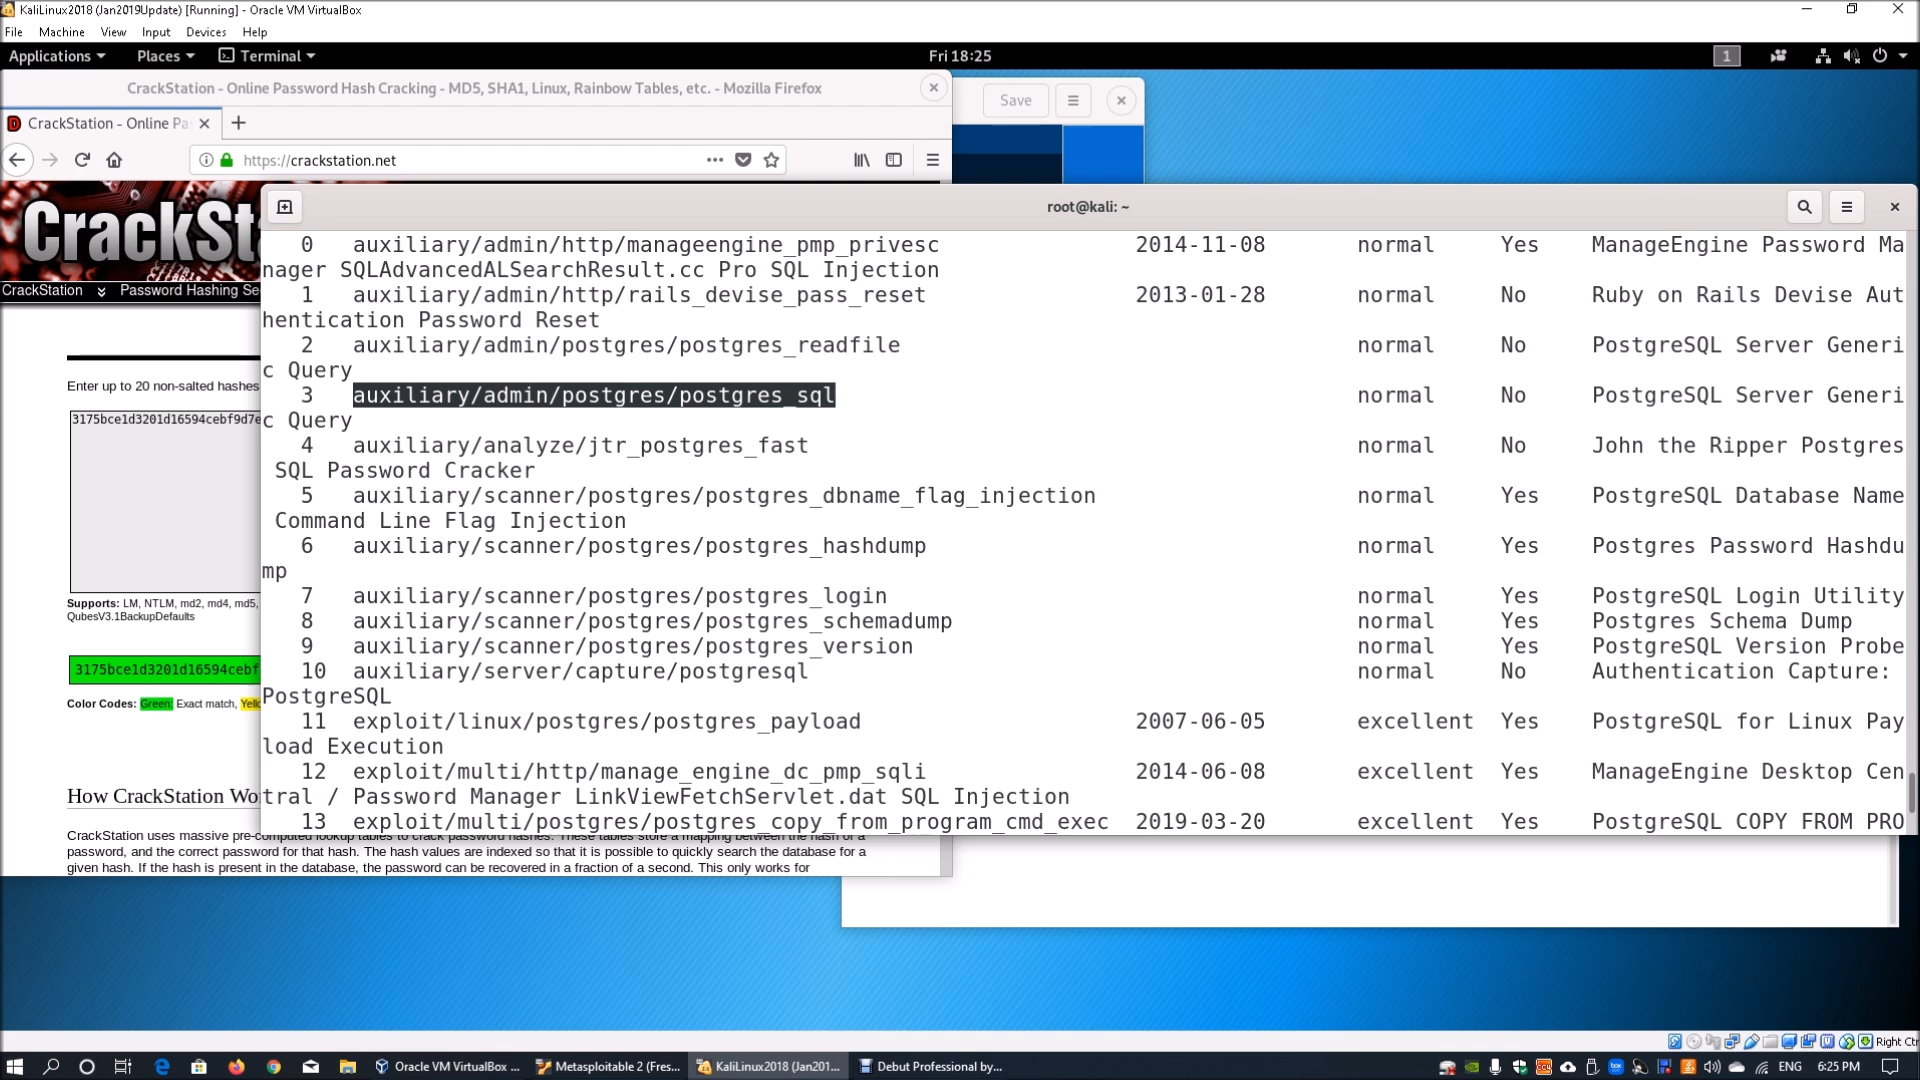 KaliLinux2018 (Jan2019Update) [Running] - Oracle VM VirtualBox
File Machine View Input Devices Help
Applications Places Terminal Fri 18:25 1
CrackStation - Online Password Hash Cracking - MD5, SHA1, Linux, Rainbow Tables, etc. - Mozilla Firefox
Save
CrackStation - Online Pa
https://crackstation.net
CrackSt
root@kali: ~
CrackStation Password Hashing Se
Enter up to 20 non-salted hashes
3175bce1d3201d16594cebf9d7e
Supports: LM, NTLM, md2, md4, md5,
QubesV3.1BackupDefaults
3175bce1d3201d16594cebf
Color Codes: Green: Exact match, Yell
How CrackStation Wo
CrackStation uses massive pre-computed lookup tables to crack password hashes. These tables store a mapping between the hash of a
password, and the correct password for that hash. The hash values are indexed so that it is possible to quickly search the database for a
given hash. If the hash is present in the database, the password can be recovered in a fraction of a second. This only works for
0 auxiliary/admin/http/manageengine_pmp_privesc 2014-11-08 normal Yes ManageEngine Password Ma
nager SQLAdvancedALSearchResult.cc Pro SQL Injection
1 auxiliary/admin/http/rails_devise_pass_reset 2013-01-28 normal No Ruby on Rails Devise Aut
hentication Password Reset
2 auxiliary/admin/postgres/postgres_readfile normal No PostgreSQL Server Generi
c Query
3 auxiliary/admin/postgres/postgres_sql normal No PostgreSQL Server Generi
c Query
4 auxiliary/analyze/jtr_postgres_fast normal No John the Ripper Postgres
SQL Password Cracker
5 auxiliary/scanner/postgres/postgres_dbname_flag_injection normal Yes PostgreSQL Database Name
Command Line Flag Injection
6 auxiliary/scanner/postgres/postgres_hashdump normal Yes Postgres Password Hashdu
mp
7 auxiliary/scanner/postgres/postgres_login normal Yes PostgreSQL Login Utility
8 auxiliary/scanner/postgres/postgres_schemadump normal Yes Postgres Schema Dump
9 auxiliary/scanner/postgres/postgres_version normal Yes PostgreSQL Version Probe
10 auxiliary/server/capture/postgresql normal No Authentication Capture:
PostgreSQL
11 exploit/linux/postgres/postgres_payload 2007-06-05 excellent Yes PostgreSQL for Linux Pay
load Execution
12 exploit/multi/http/manage_engine_dc_pmp_sqli 2014-06-08 excellent Yes ManageEngine Desktop Cen
tral / Password Manager LinkViewFetchServlet.dat SQL Injection
13 exploit/multi/postgres/postgres_copy_from_program_cmd_exec 2019-03-20 excellent Yes PostgreSQL COPY FROM PRO
Right Ctr
Oracle VM VirtualBox ... Metasploitable 2 (Fres... KaliLinux2018 (Jan201... Debut Professional by... ENG 6:25 PM